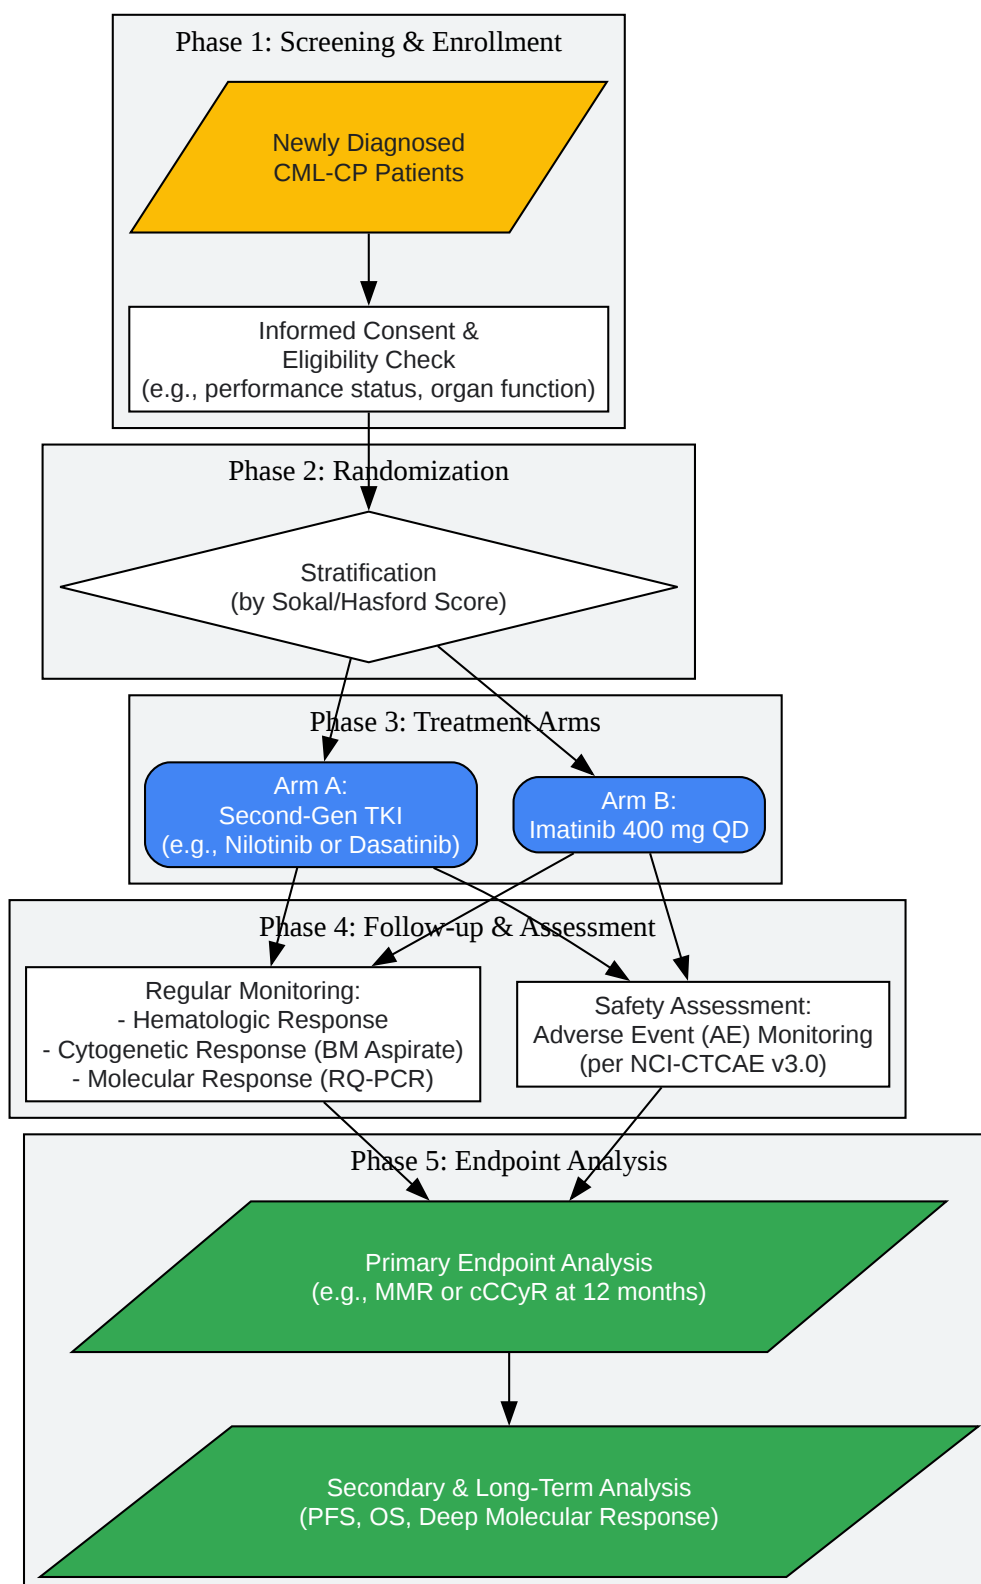 Phase 1: Screening & Enrollment
Newly Diagnosed
CML-CP Patients
Informed Consent &
Eligibility Check
(e.g., performance status, organ function)
Phase 2: Randomization
Stratification
(by Sokal/Hasford Score)
Phase 3: Treatment Arms
Arm A:
Second-Gen TKI
(e.g., Nilotinib or Dasatinib)
Arm B:
Imatinib 400 mg QD
Phase 4: Follow-up & Assessment
Regular Monitoring:
- Hematologic Response
- Cytogenetic Response (BM Aspirate)
- Molecular Response (RQ-PCR)
Safety Assessment:
Adverse Event (AE) Monitoring
(per NCI-CTCAE v3.0)
Phase 5: Endpoint Analysis
Primary Endpoint Analysis
(e.g., MMR or cCCyR at 12 months)
Secondary & Long-Term Analysis
(PFS, OS, Deep Molecular Response)